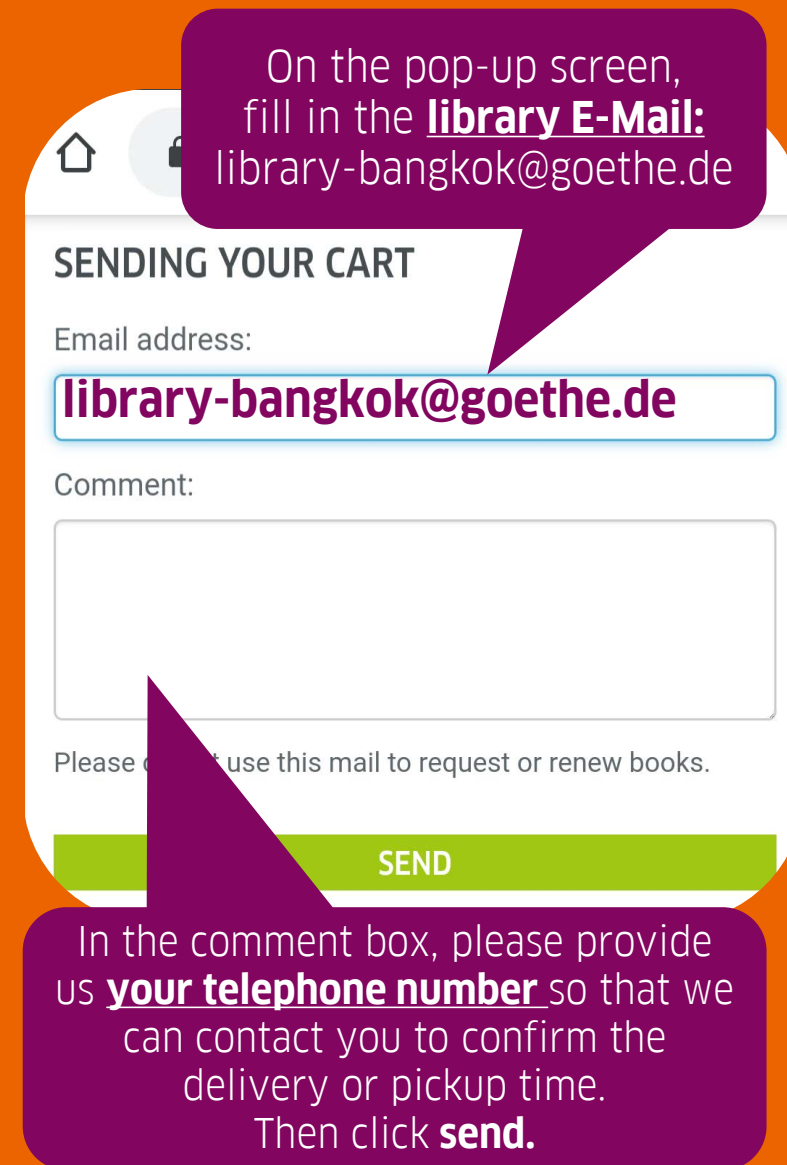 On the pop-up screen,
fill in the library E-Mail:
library-bangkok@goethe.de
SENDING YOUR CART
Email address:
library-bangkok@goethe.de
Comment:
Please use this mail to request or renew books.
SEND
In the comment box, please provide
us your telephone number so that we
can contact you to confirm the
delivery or pickup time.
Then click send.